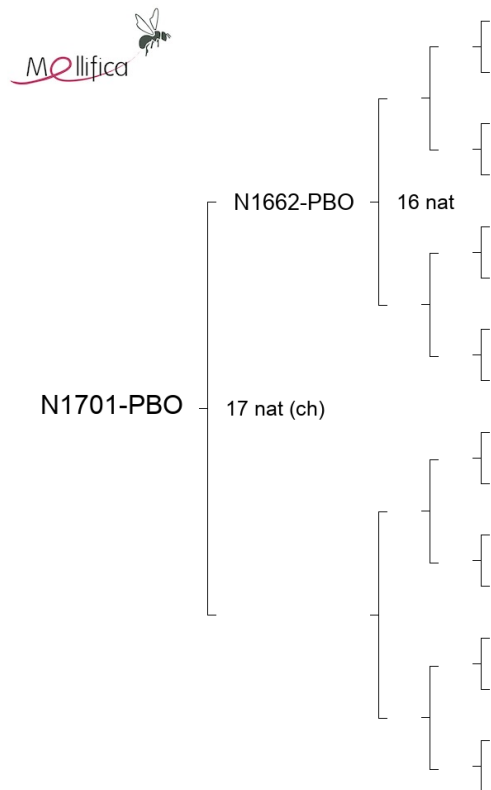 Mellifica
N1662-PBO
16 nat
N1701-PBO
17 nat (ch)